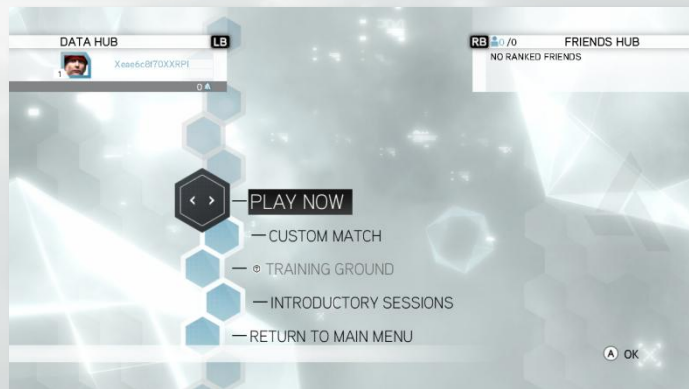 DATA HUB
LB
1
0
RB
0/0
FRIENDS HUB
NO RANKED FRIENDS
PLAY NOW
CUSTOM MATCH
TRAINING GROUND
INTRODUCTORY SESSIONS
RETURN TO MAIN MENU
A OK